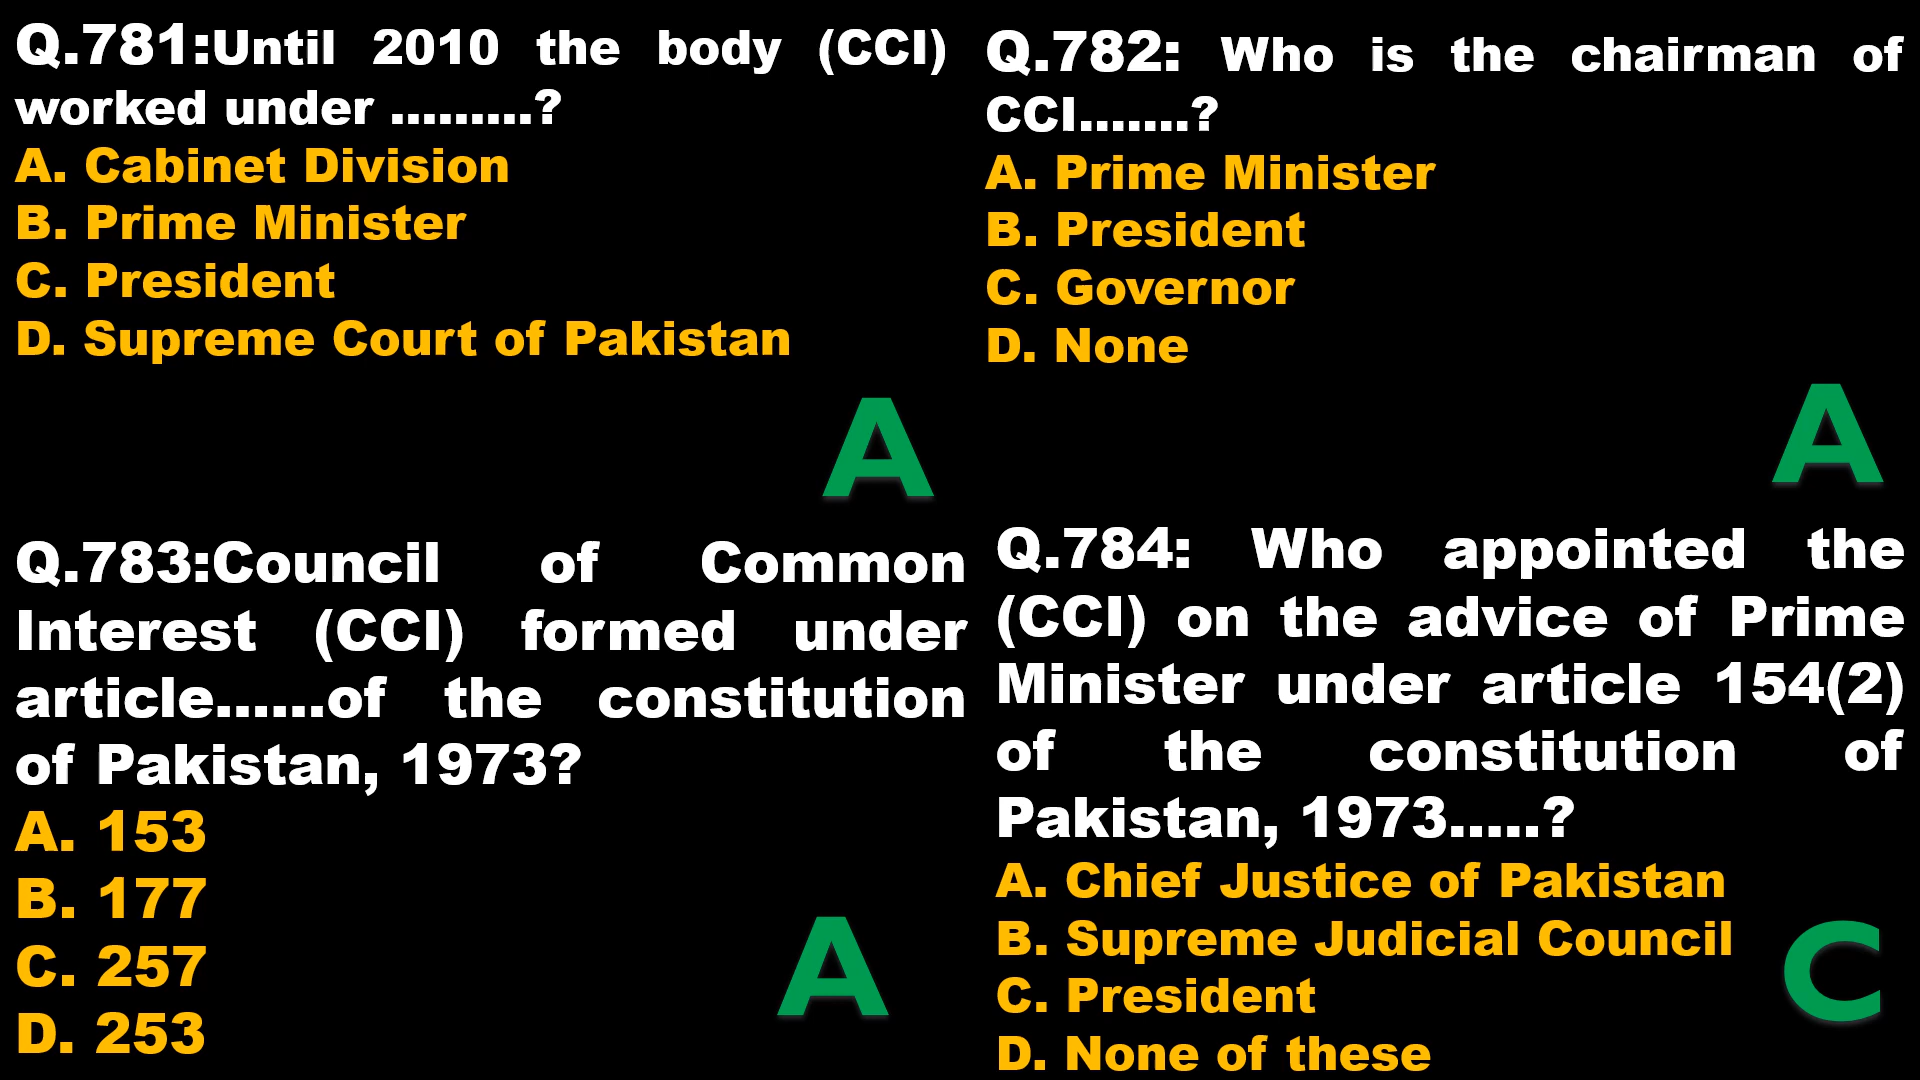 Q.781:Until 2010 the body (CCI)
worked under .........?
A. Cabinet Division
B. Prime Minister
C. President
D. Supreme Court of Pakistan
A
Q.782: Who is the chairman of
CCI.......?
A. Prime Minister
B. President
C. Governor
D. None
A
Q.783:Council of Common
Interest (CCI) formed under
article......of the constitution
of Pakistan, 1973?
A. 153
B. 177
C. 257
D. 253
A
Q.784: Who appointed the
(CCI) on the advice of Prime
Minister under article 154(2)
of the constitution of
Pakistan, 1973.....?
A. Chief Justice of Pakistan
B. Supreme Judicial Council
C. President
D. None of these
C